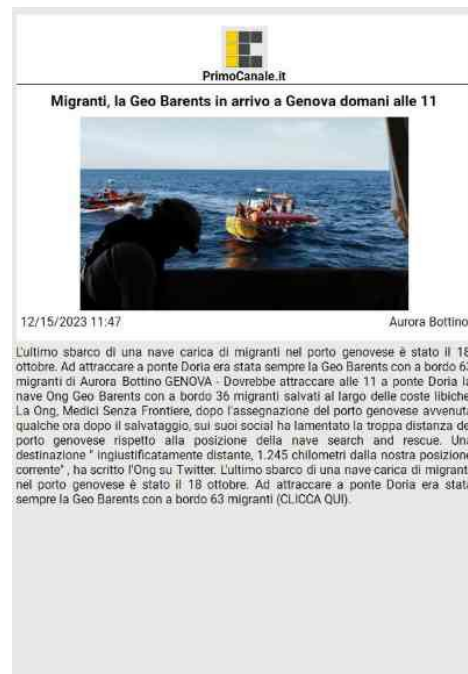 PrimoCanale.it
Migranti, la Geo Barents in arrivo a Genova domani alle 11
12/15/2023 11:47
Aurora Bottino
L'ultimo sbarco di una nave carica di migranti nel porto genovese è stato il 18
ottobre. Ad attraccare a ponte Doria era stata sempre la Geo Barents con a bordo 63
migranti di Aurora Bottino GENOVA - Dovrebbe attraccare alle 11 a ponte Doria la
nave Ong Geo Barents con a bordo 36 migranti salvati al largo delle coste libiche.
La Ong, Medici Senza Frontiere, dopo l'assegnazione del porto genovese avvenuta
qualche ora dopo il salvataggio, sui suoi social ha lamentato la troppa distanza del
porto genovese rispetto alla posizione della nave search and rescue. Una
destinazione " ingiustificatamente distante, 1.245 chilometri dalla nostra posizione
corrente" , ha scritto l'Ong su Twitter. L'ultimo sbarco di una nave carica di migranti
nel porto genovese è stato il 18 ottobre. Ad attraccare a ponte Doria era stata
sempre la Geo Barents con a bordo 63 migranti (CLICCA QUI).